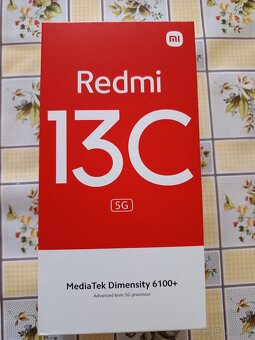 mi
Redmi
13C
5G
MediaTek Dimensity 6100+
Advanced 6nm 5G processor